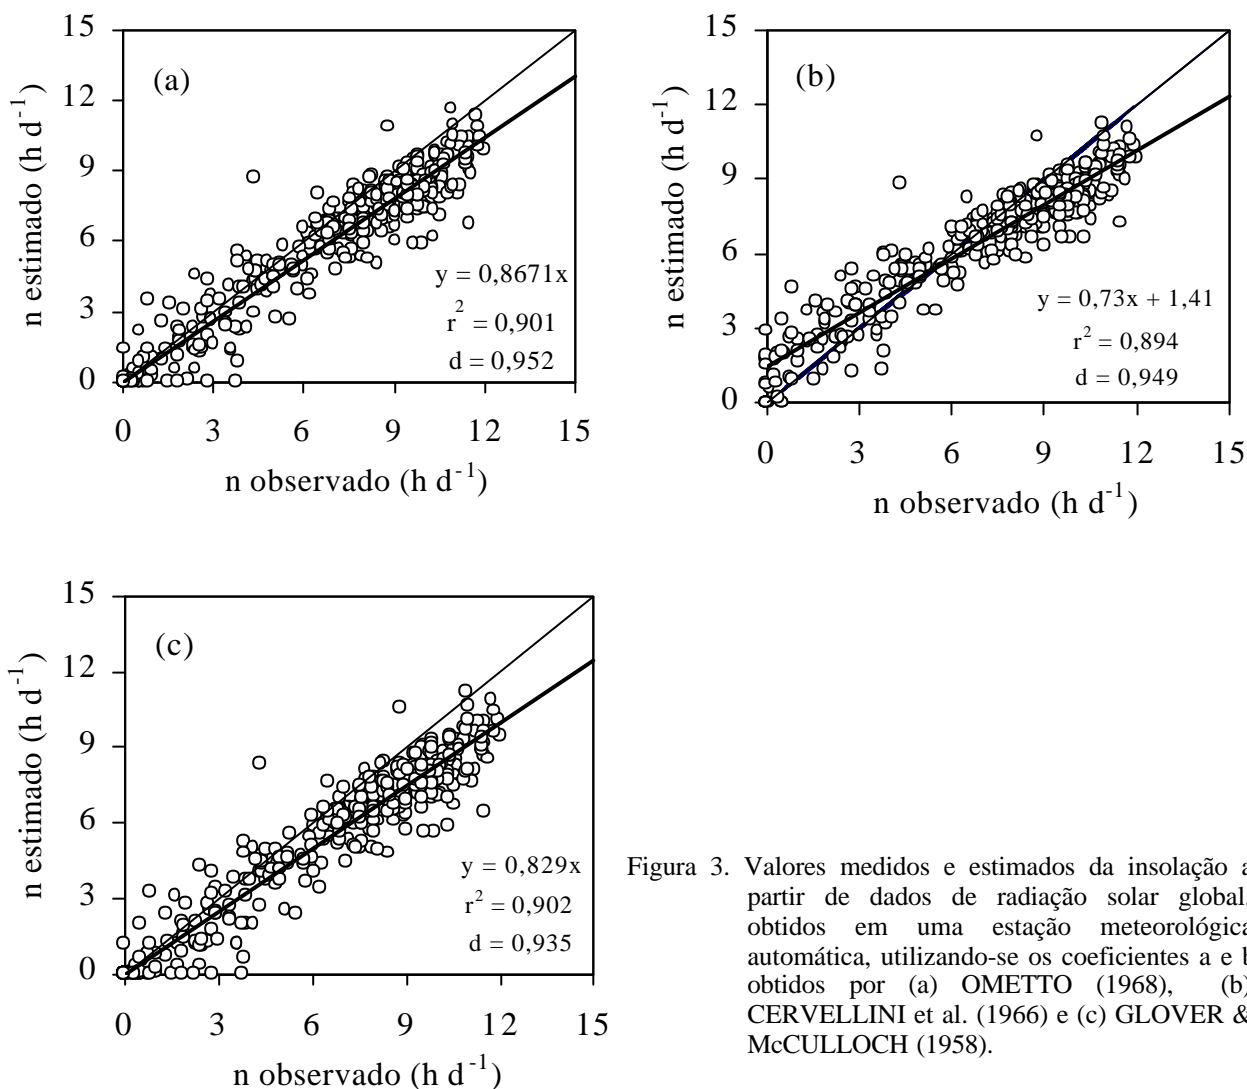 15
12
9
6
3
0
n estimado (h d⁻¹)
(a)
y = 0,8671x
r² = 0,901
d = 0,952
0 3 6 9 12 15
n observado (h d⁻¹)
15
12
9
6
3
0
n estimado (h d⁻¹)
(b)
y = 0,73x + 1,41
r² = 0,894
d = 0,949
0 3 6 9 12 15
n observado (h d⁻¹)
15
12
9
6
3
0
n estimado (h d⁻¹)
(c)
y = 0,829x
r² = 0,902
d = 0,935
0 3 6 9 12 15
n observado (h d⁻¹)
Figura 3. Valores medidos e estimados da insolação a
partir de dados de radiação solar global,
obtidos em uma estação meteorológica
automática, utilizando-se os coeficientes a e b
obtidos por (a) OMETTO (1968), (b)
CERVELLINI et al. (1966) e (c) GLOVER &
McCULLOCH (1958).